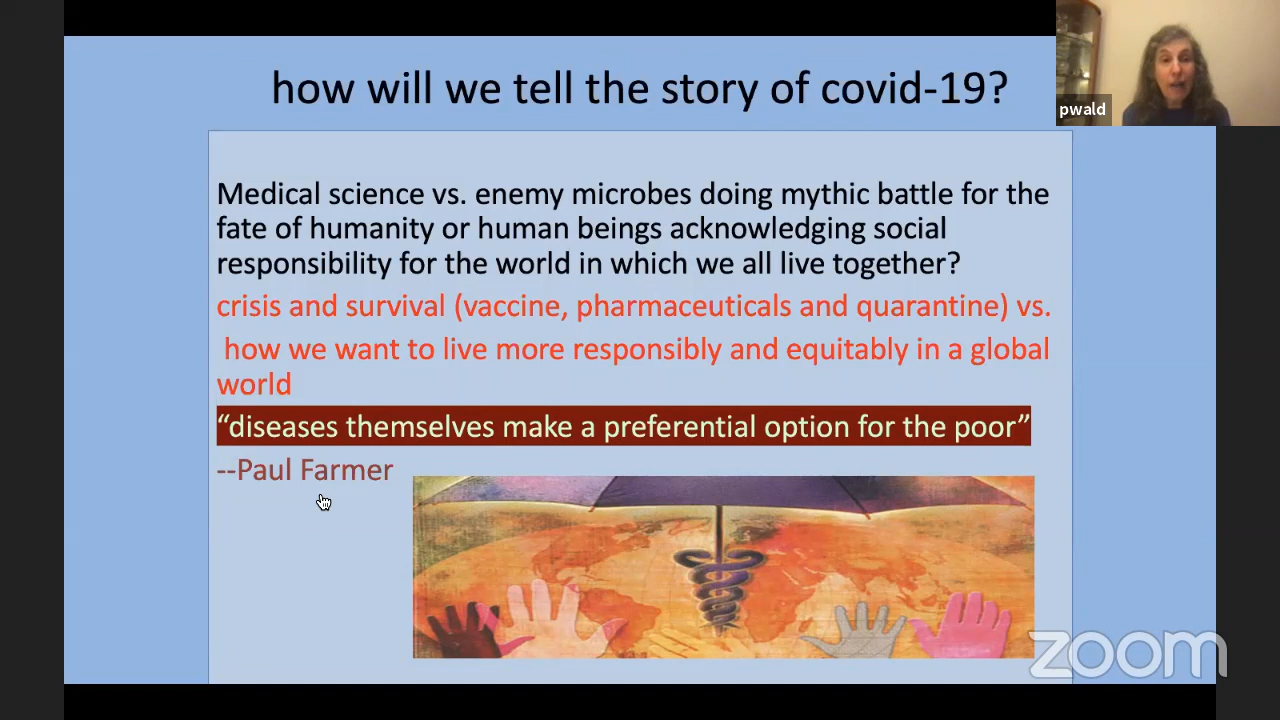 how will we tell the story of covid-19?
pwald
Medical science vs. enemy microbes doing mythic battle for the
fate of humanity or human beings acknowledging social
responsibility for the world in which we all live together?
crisis and survival (vaccine, pharmaceuticals and quarantine) vs.
how we want to live more responsibly and equitably in a global
world
“diseases themselves make a preferential option for the poor”
--Paul Farmer
zoom